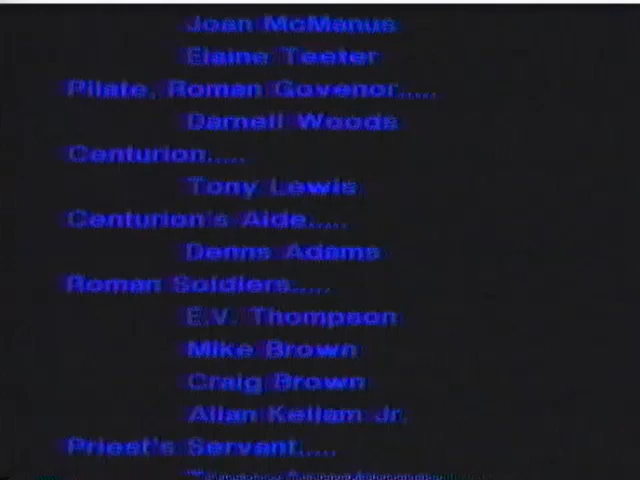 Joan McManus
Elaine Teeter
Pilate, Roman Govenor.....
Darnell Woods
Centurion.....
Tony Lewis
Centurion's Aide.....
Denns Adams
Roman Soldiers.....
E.V. Thompson
Mike Brown
Craig Brown
Allan Kellam Jr.
Priest's Servant.....